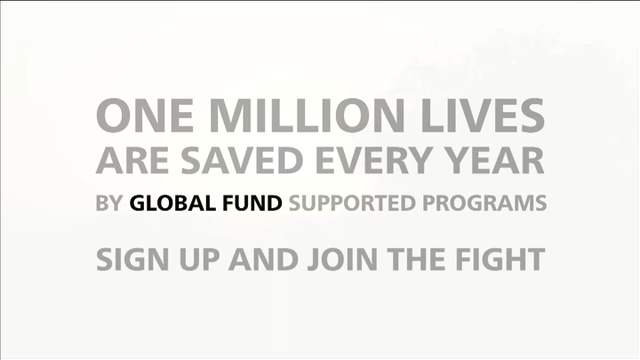 ONE MILLION LIVES
ARE SAVED EVERY YEAR
BY GLOBAL FUND SUPPORTED PROGRAMS
SIGN UP AND JOIN THE FIGHT